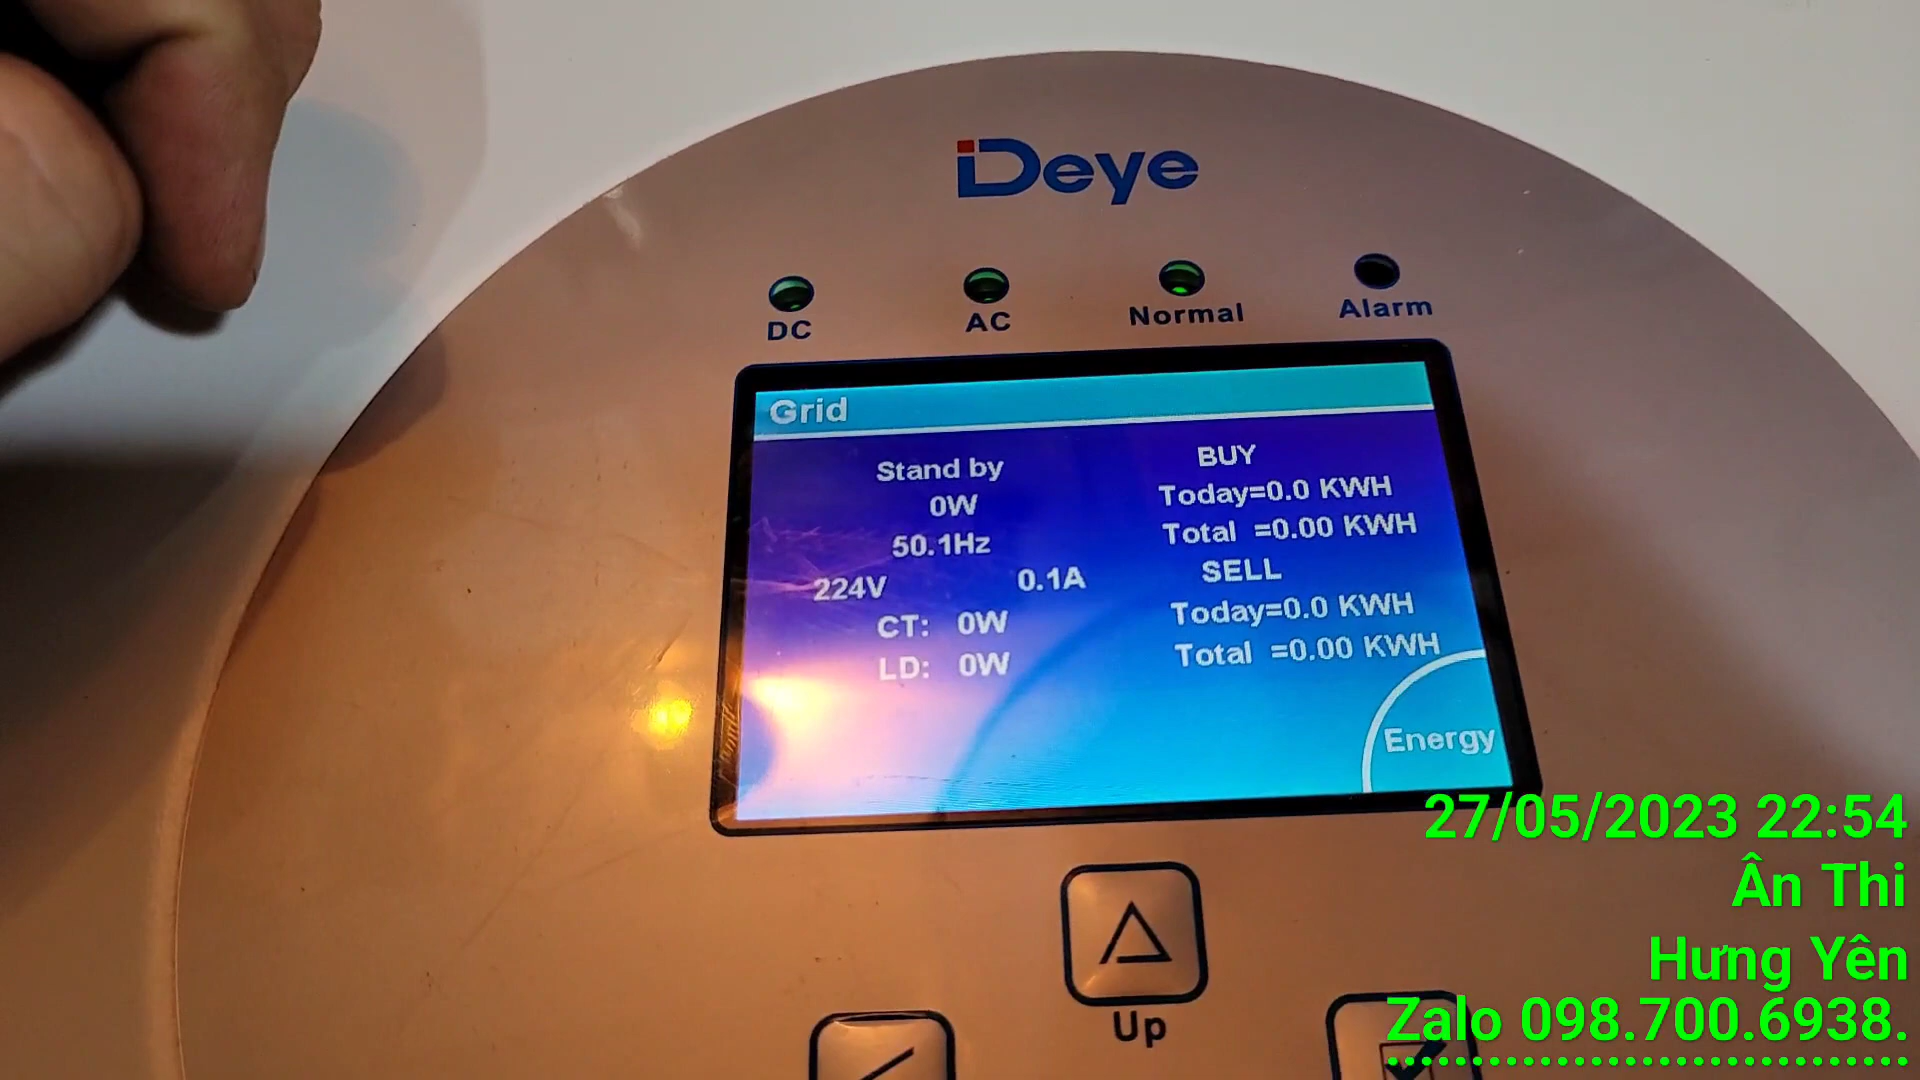 Deye
DC
AC
Normal
Alarm
Grid
Stand by
0W
50.1Hz
224V 0.1A
CT: 0W
LD: 0W
BUY
Today=0.0 KWH
Total =0.00 KWH
SELL
Today=0.0 KWH
Total =0.00 KWH
Energy
Up
27/05/2023 22:54
Ân Thi
Hưng Yên
Zalo 098.700.6938.